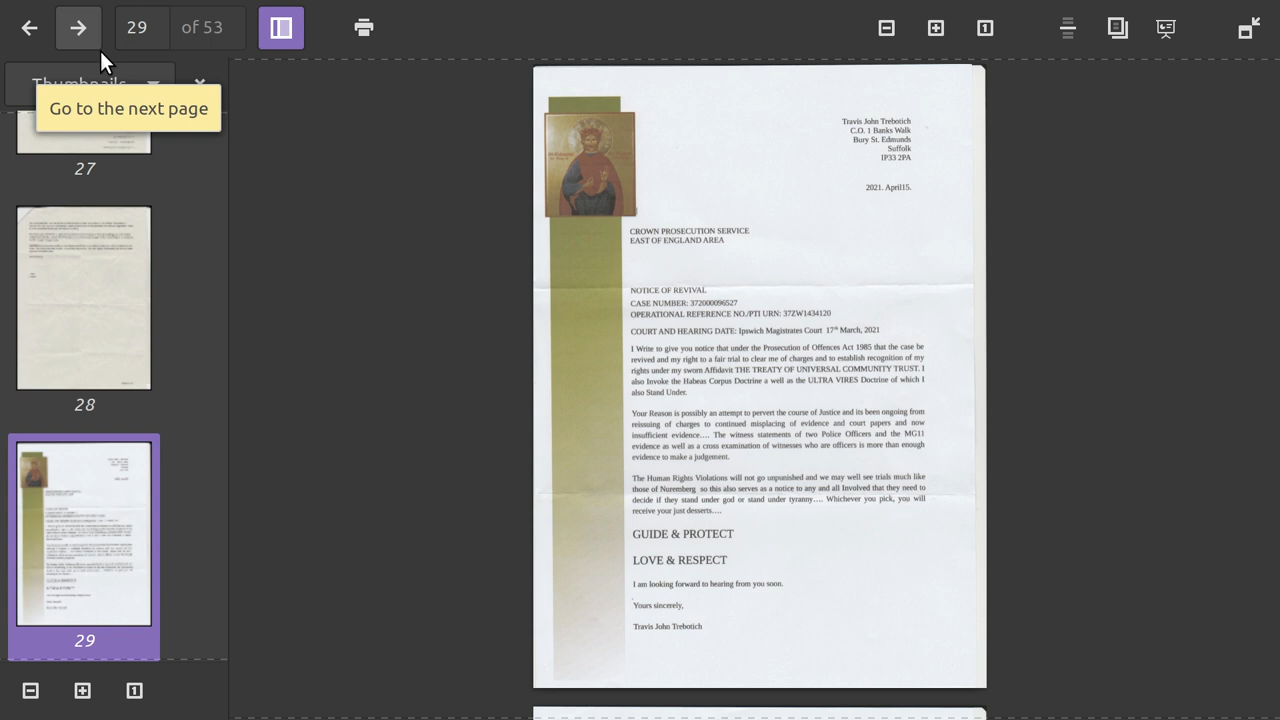 29
of 53
Thumbnails
Go to the next page
27
28
29
Travis John Trebotich
C.O. 1 Banks Walk
Bury St. Edmunds
Suffolk
IP33 2PA
2021. April15.
CROWN PROSECUTION SERVICE
EAST OF ENGLAND AREA
NOTICE OF REVIVAL
CASE NUMBER: 372000096527
OPERATIONAL REFERENCE NO./PTI URN: 37ZW1434120
COURT AND HEARING DATE: Ipswich Magistrates Court 17th March, 2021
I Write to give you notice that under the Prosecution of Offences Act 1985 that the case be
revived and my right to a fair trial to clear me of charges and to establish recognition of my
rights under my sworn Affidavit THE TREATY OF UNIVERSAL COMMUNITY TRUST. I
also Invoke the Habeas Corpus Doctrine a well as the ULTRA VIRES Doctrine of which I
also Stand Under.
Your Reason is possibly an attempt to pervert the course of Justice and its been ongoing from
reissuing of charges to continued misplacing of evidence and court papers and now
insufficient evidence…. The witness statements of two Police Officers and the MG11
evidence as well as a cross examination of witnesses who are officers is more than enough
evidence to make a judgement.
The Human Rights Violations will not go unpunished and we may well see trials much like
those of Nuremberg so this also serves as a notice to any and all Involved that they need to
decide if they stand under god or stand under tyranny…. Whichever you pick, you will
receive your just desserts….
GUIDE & PROTECT
LOVE & RESPECT
I am looking forward to hearing from you soon.
Yours sincerely,
Travis John Trebotich